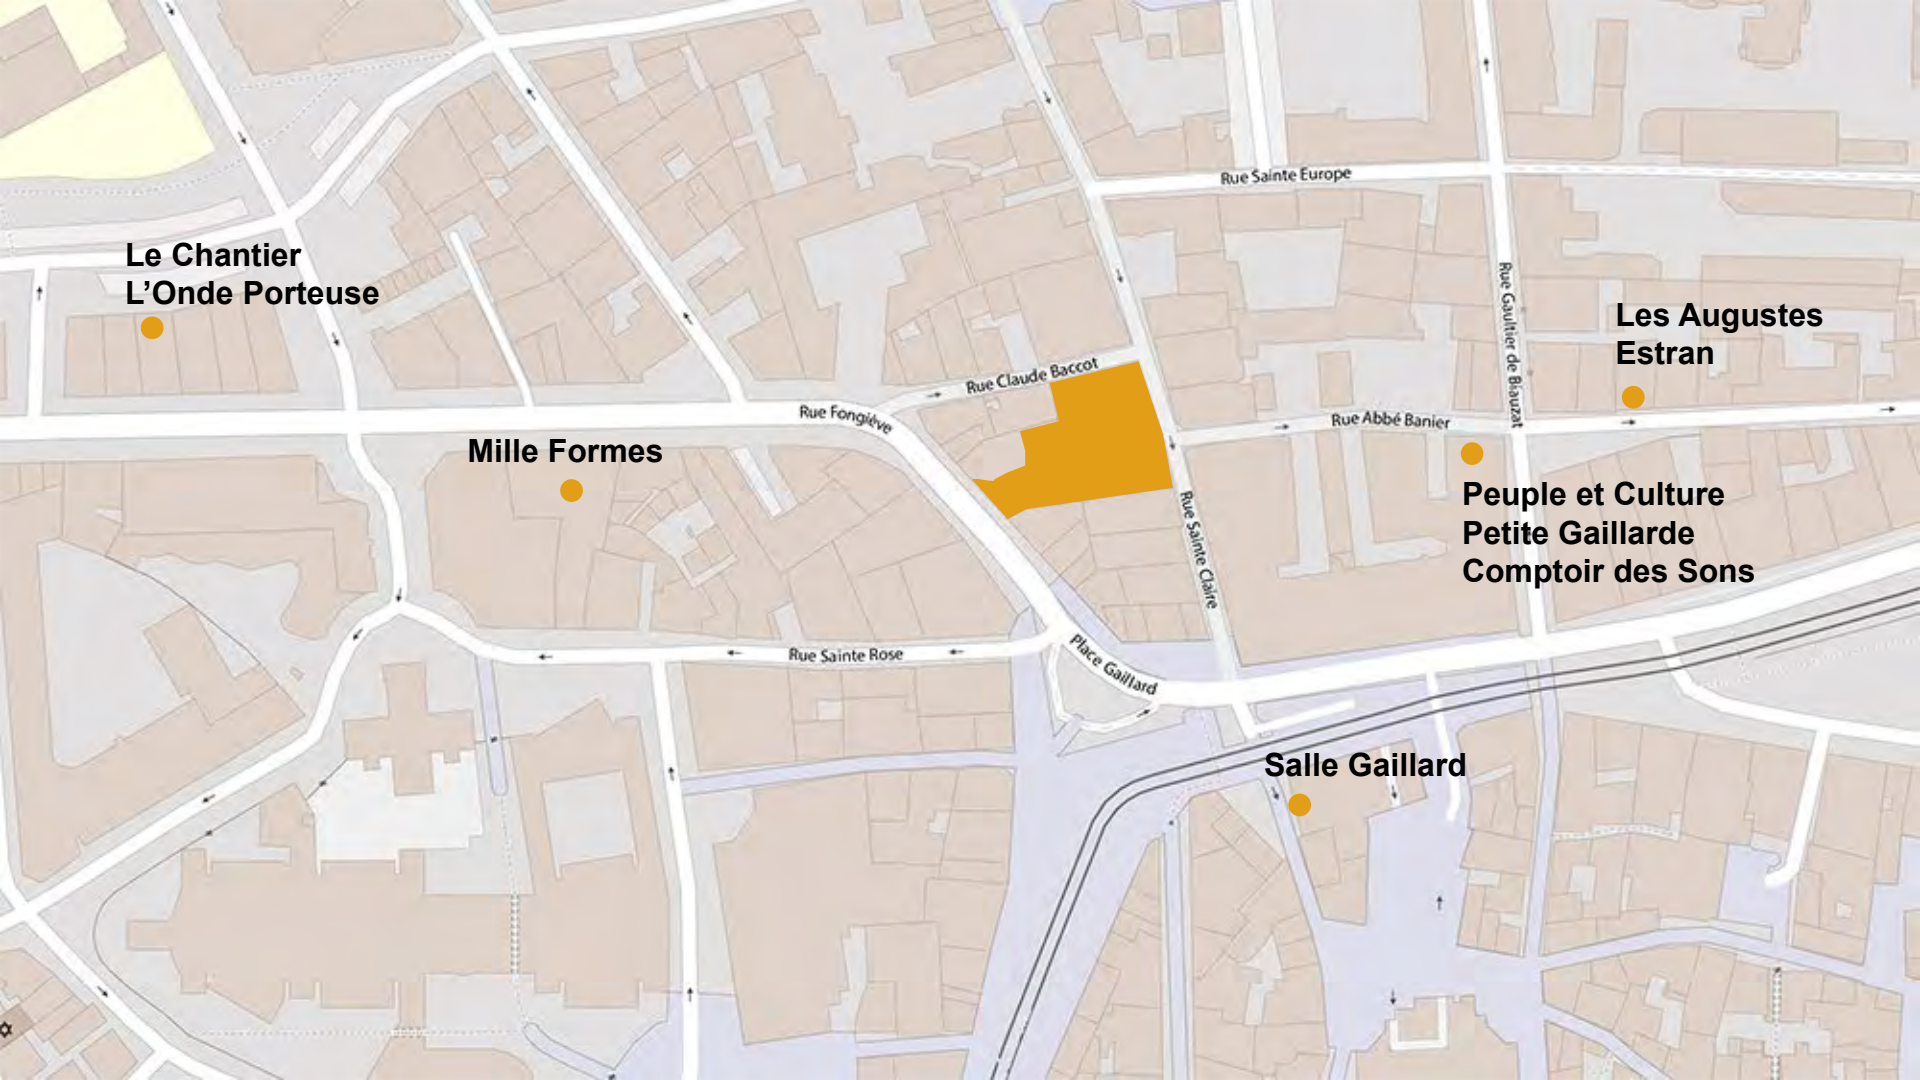 Rue Sainte Europe
Le Chantier
L’Onde Porteuse
Rue Gaultier de Biauzat
Les Augustes
Estran
Rue Claude Baccot
Rue Fongiève
Rue Abbé Banier
Mille Formes
Peuple et Culture
Petite Gaillarde
Comptoir des Sons
Rue Sainte Claire
Rue Sainte Rose
Place Gaillard
Salle Gaillard